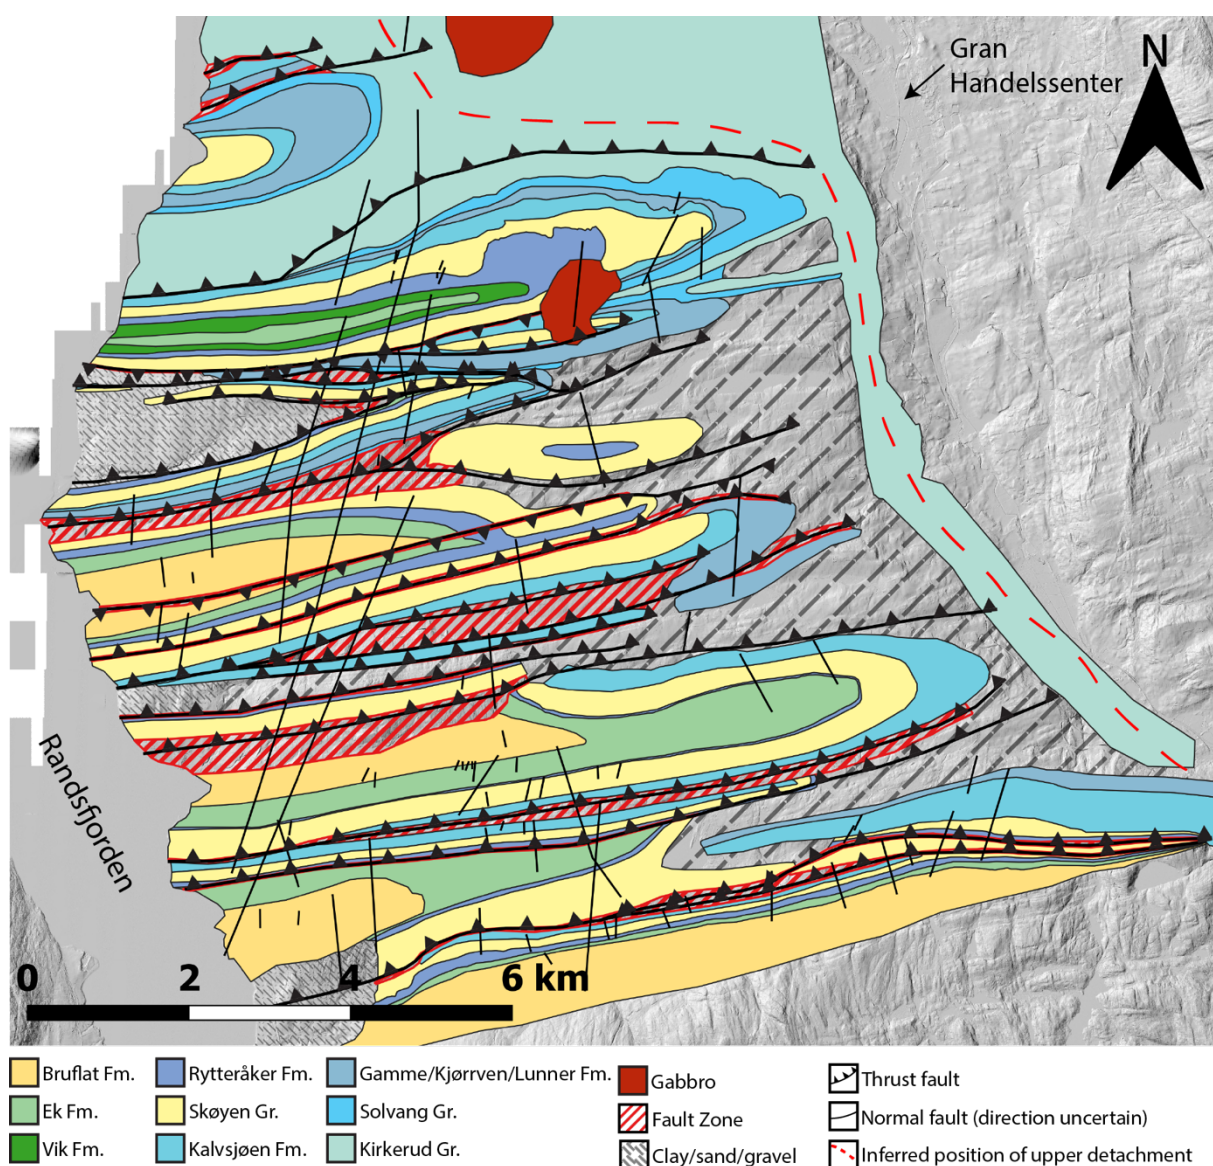 Gran
Handelssenter
N
Randsfjorden
0 2 4 6 km
Bruflat Fm.
Ek Fm.
Vik Fm.
Rytteråker Fm.
Skøyen Gr.
Kalvsjøen Fm.
Gamme/Kjørrven/Lunner Fm.
Solvang Gr.
Kirkerud Gr.
Gabbro
Fault Zone
Clay/sand/gravel
Thrust fault
Normal fault (direction uncertain)
Inferred position of upper detachment